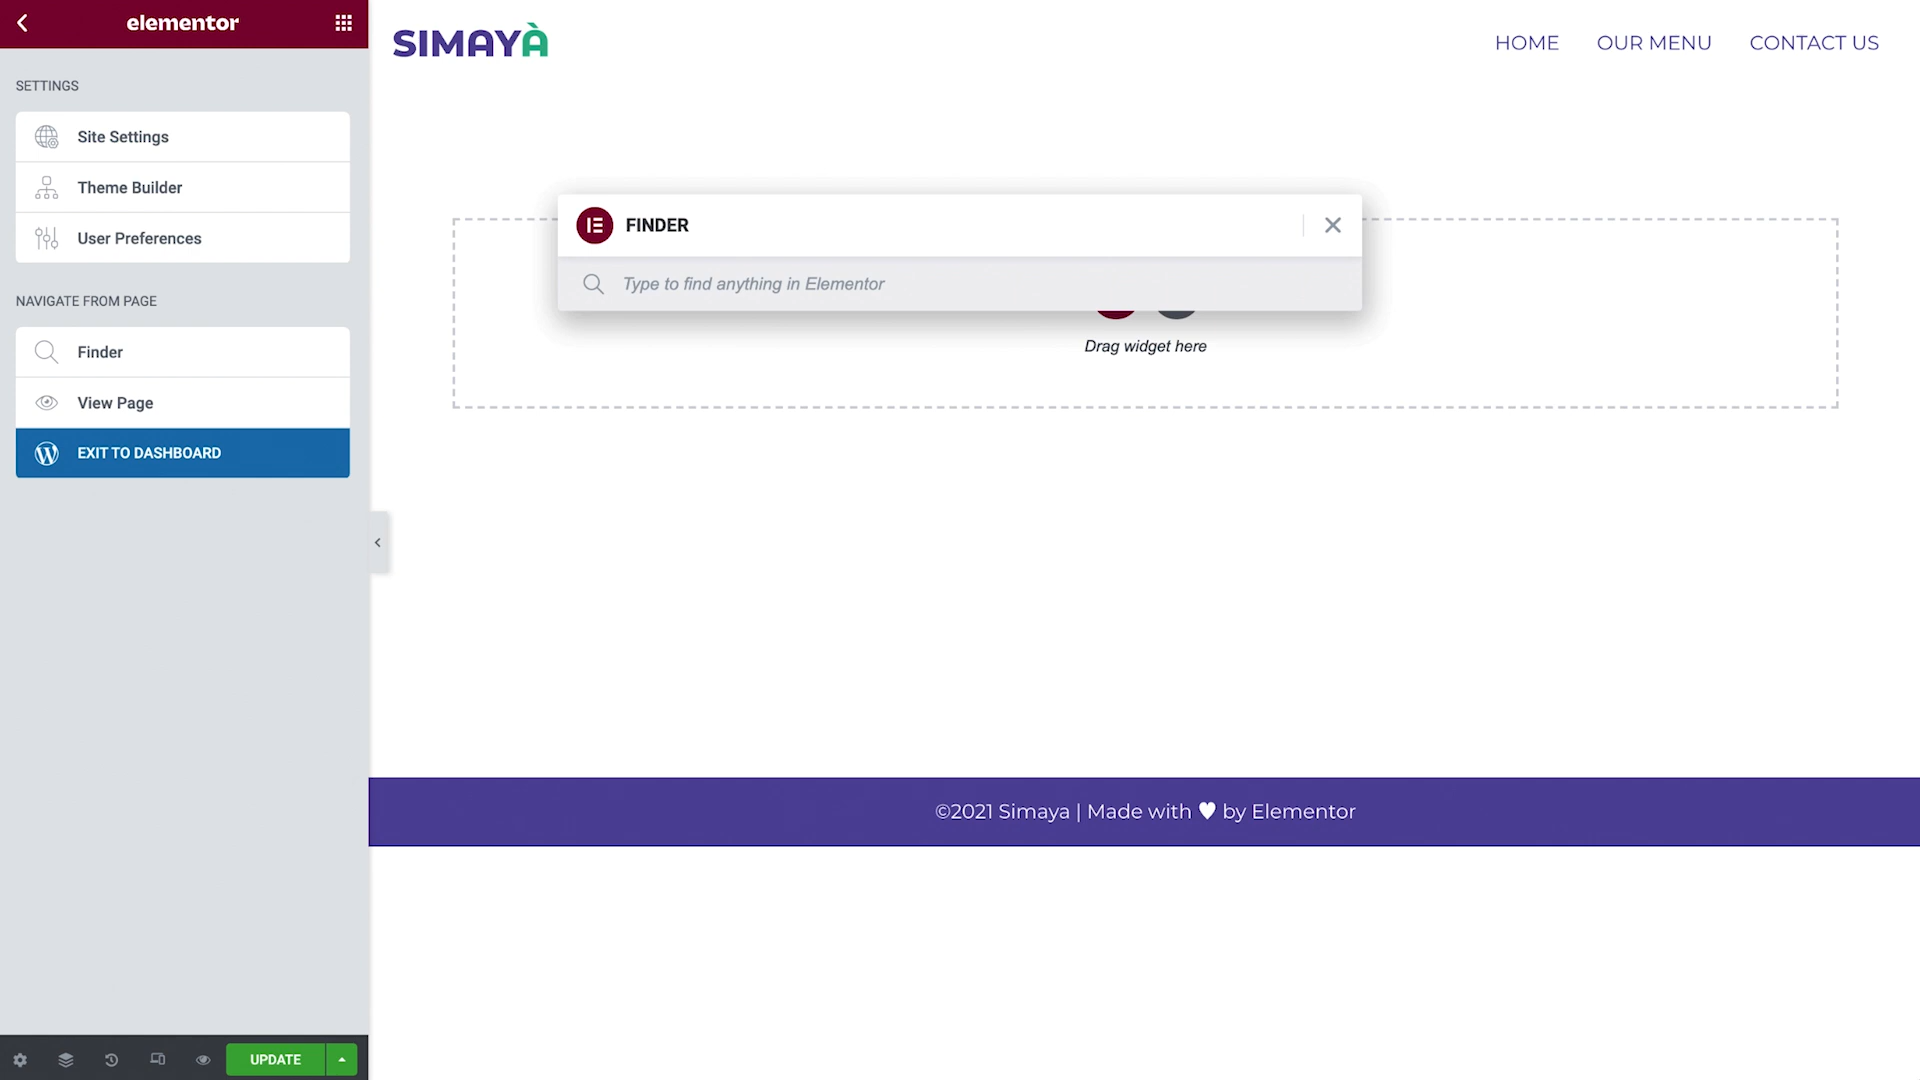 elementor
SETTINGS
Site Settings
Theme Builder
User Preferences
NAVIGATE FROM PAGE
Finder
View Page
EXIT TO DASHBOARD
UPDATE
SIMAYÀ
HOME OUR MENU CONTACT US
FINDER
Type to find anything in Elementor
Drag widget here
©2021 Simaya | Made with ♥ by Elementor